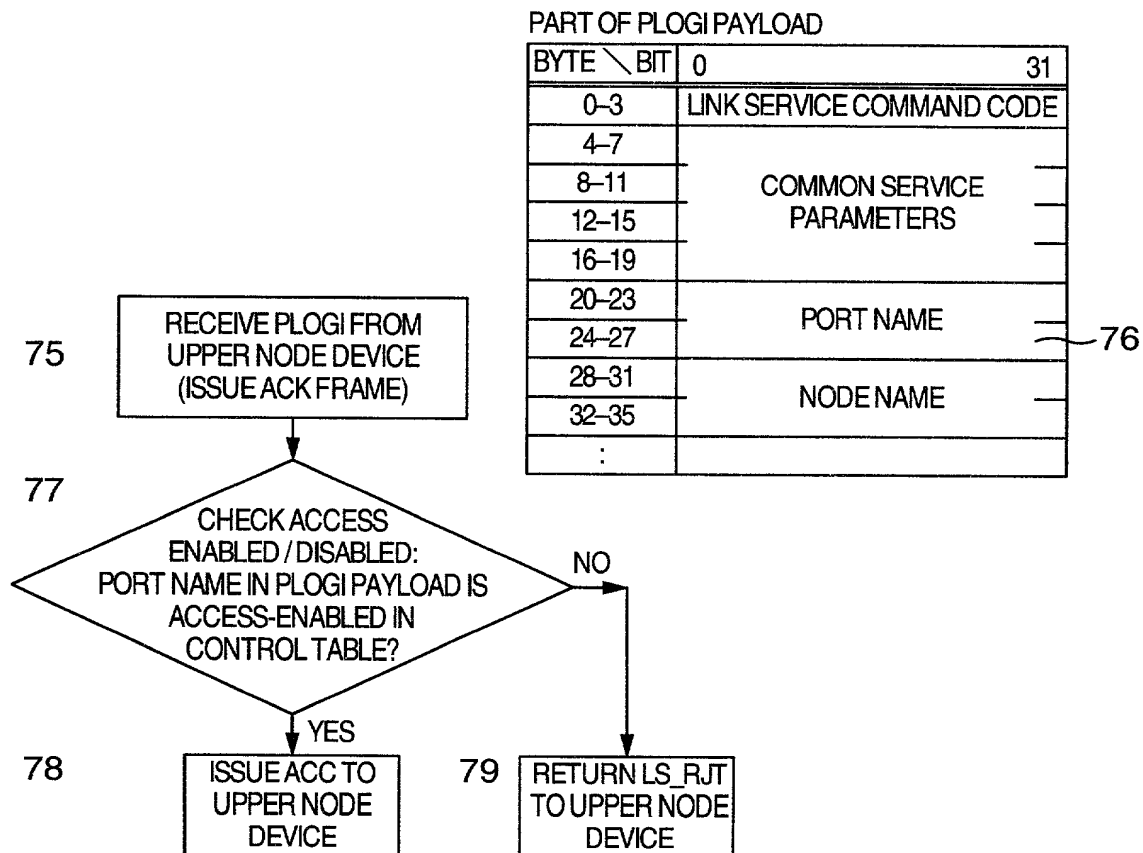 PART OF PLOGI PAYLOAD
BYTE \ BIT 0 31
0–3 LINK SERVICE COMMAND CODE
4–7
8–11
12–15
16–19
COMMON SERVICE
PARAMETERS
20–23
24–27
PORT NAME
76
28–31
32–35
NODE NAME
:
75
RECEIVE PLOGI FROM
UPPER NODE DEVICE
(ISSUE ACK FRAME)
77
CHECK ACCESS
ENABLED / DISABLED:
PORT NAME IN PLOGI PAYLOAD IS
ACCESS-ENABLED IN
CONTROL TABLE?
NO
YES
78
ISSUE ACC TO
UPPER NODE
DEVICE
79
RETURN LS_RJT
TO UPPER NODE
DEVICE